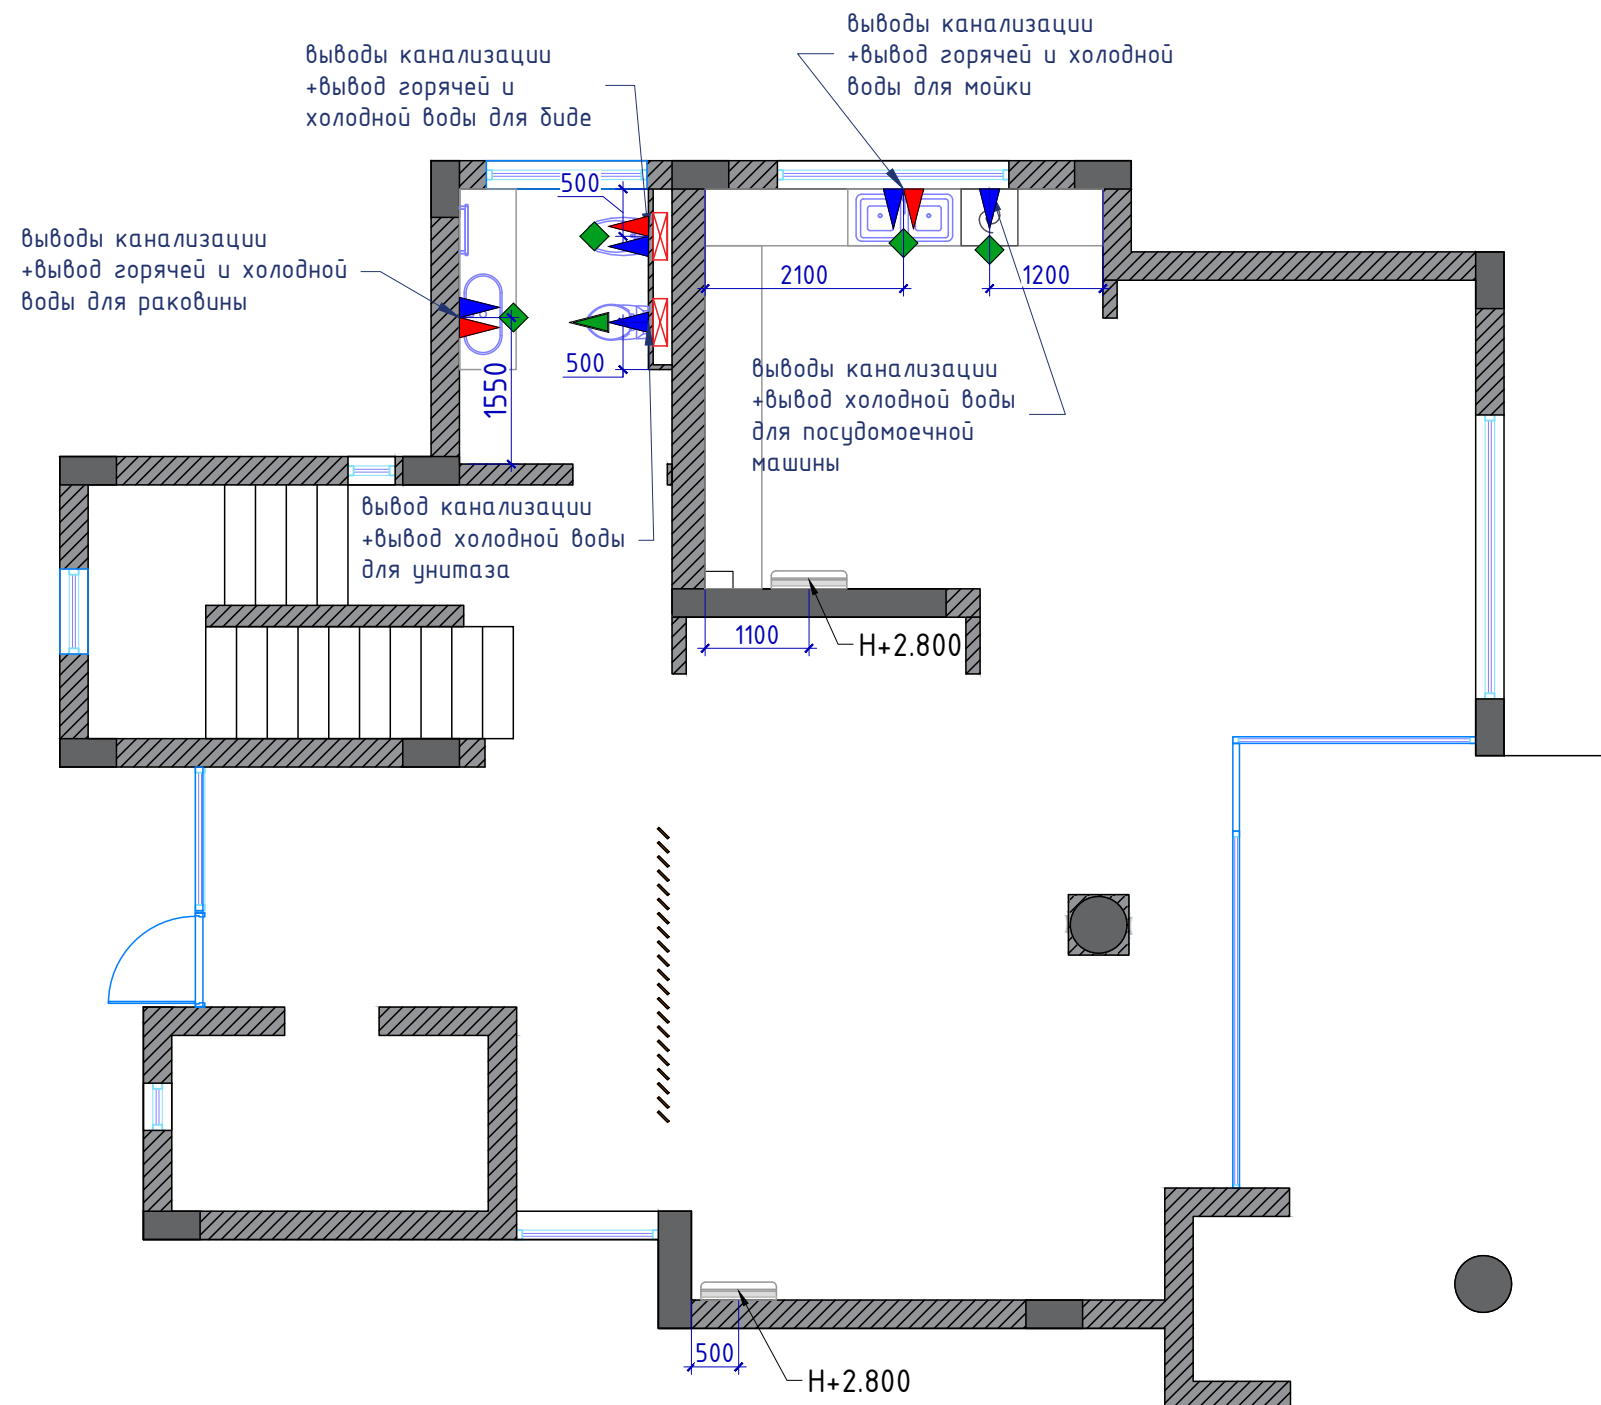 выводы канализации
+вывод горячей и холодной
воды для мойки
выводы канализации
+вывод горячей и
холодной воды для биде
500
выводы канализации
+вывод горячей и холодной
воды для раковины
2100
1200
500
1550
выводы канализации
+вывод холодной воды
для посудомоечной
машины
вывод канализации
+вывод холодной воды
для унитаза
1100
H+2.800
500
H+2.800